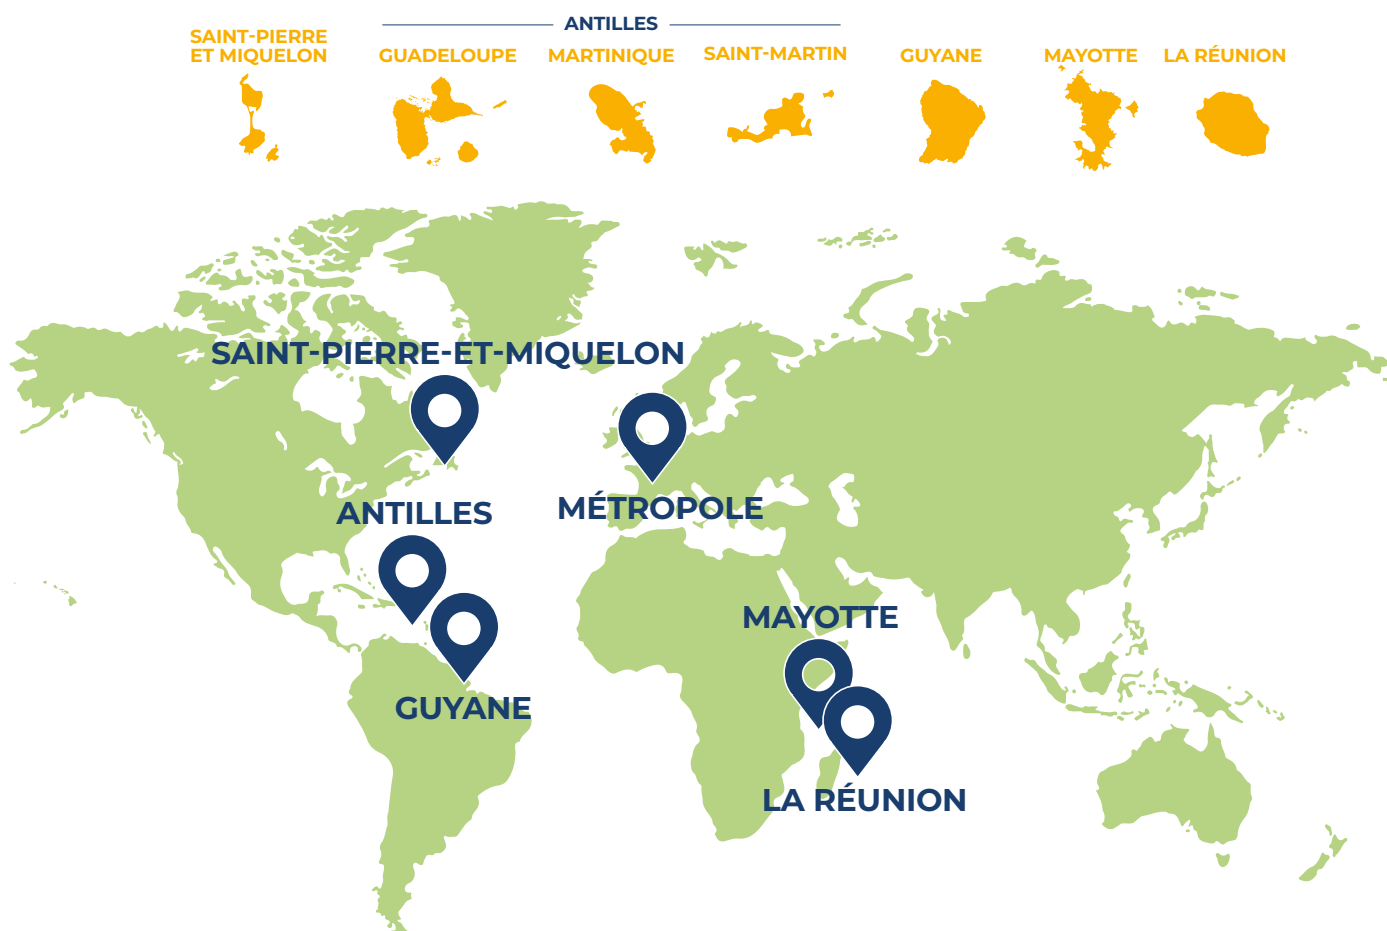 ANTILLES
SAINT-PIERRE
ET MIQUELON
GUADELOUPE
MARTINIQUE
SAINT-MARTIN
GUYANE
MAYOTTE
LA RÉUNION
SAINT-PIERRE-ET-MIQUELON
ANTILLES
MÉTROPOLE
MAYOTTE
GUYANE
LA RÉUNION